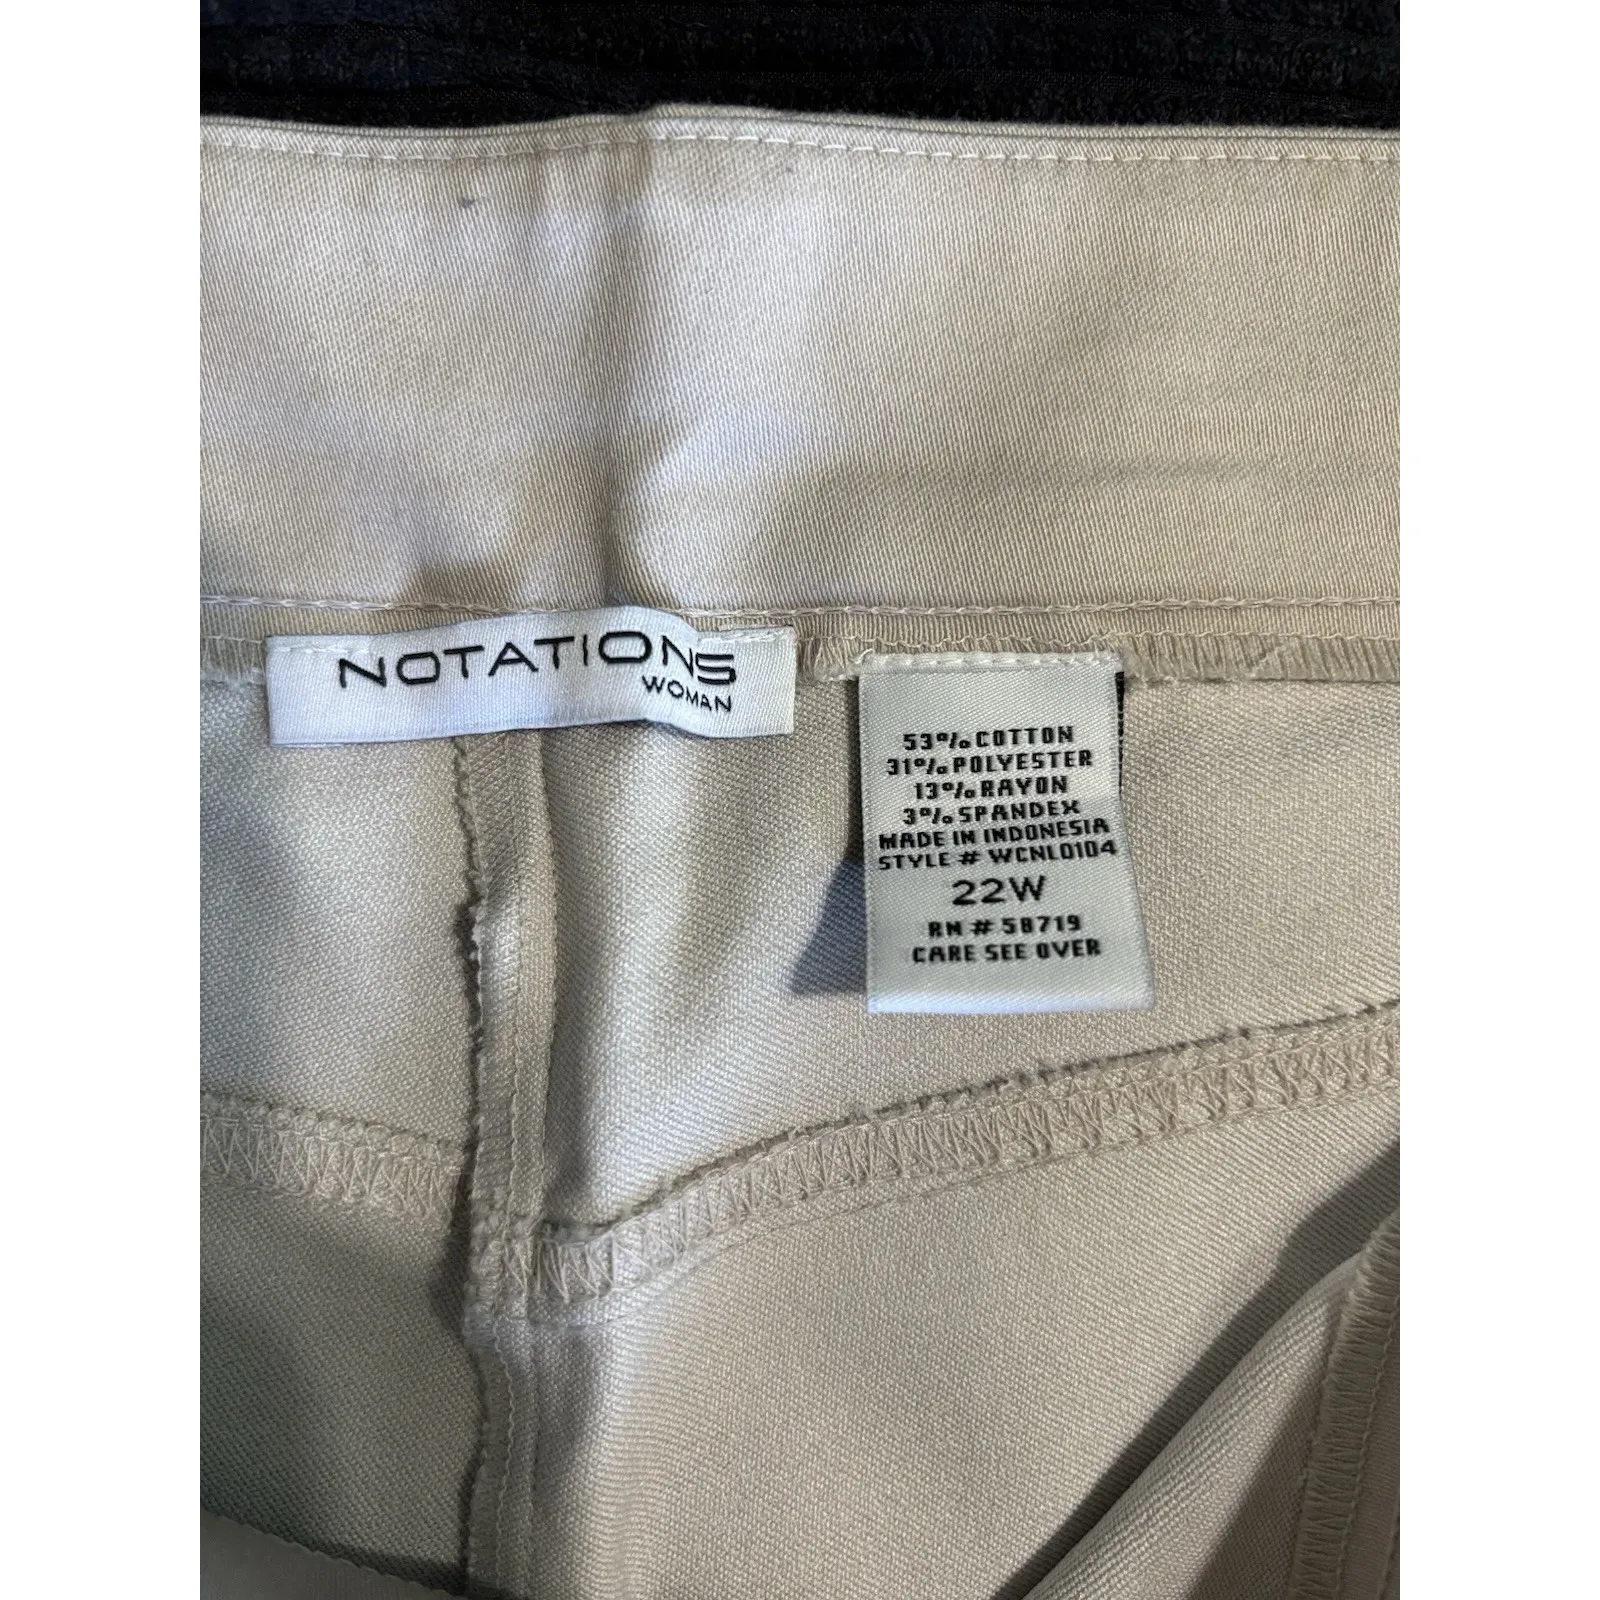 NOTATIONS
WOMAN
53% COTTON
31% POLYESTER
13% RAYON
3% SPANDEX
MADE IN INDONESIA
STYLE # WCNL0104
22W
RN # 58719
CARE SEE OVER